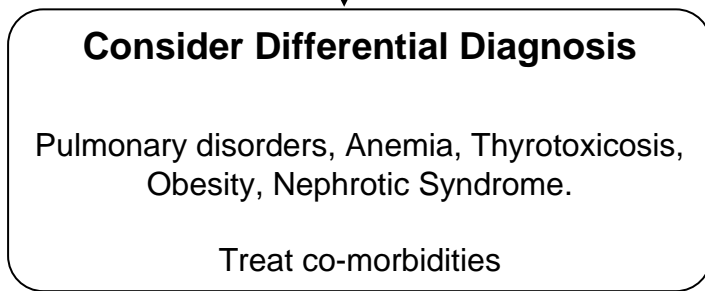 Consider Differential Diagnosis
Pulmonary disorders, Anemia, Thyrotoxicosis,
Obesity, Nephrotic Syndrome.
Treat co-morbidities